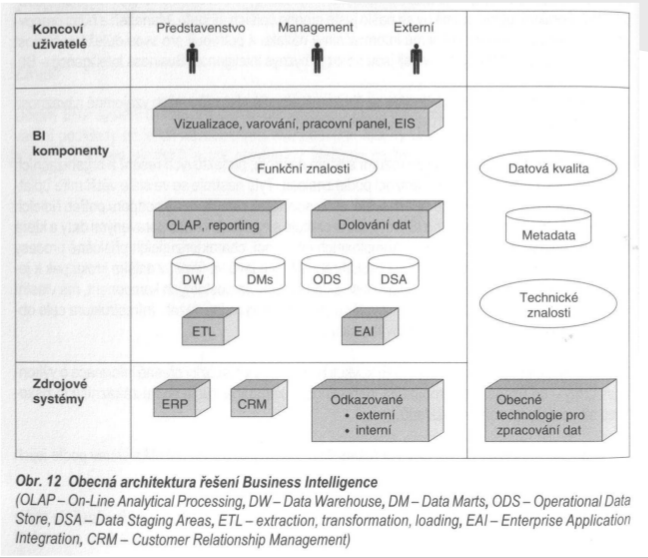 Koncoví
uživatelé
Představenstvo
Management
Externí
BI
komponenty
Vizualizace, varování, pracovní panel, EIS
Funkční znalosti
Datová kvalita
OLAP, reporting
Dolování dat
Metadata
DW
DMs
ODS
DSA
Technické
znalosti
ETL
EAI
Zdrojové
systémy
ERP
CRM
Odkazované
• externí
• interní
Obecné
technologie pro
zpracování dat
Obr. 12 Obecná architektura řešení Business Intelligence
(OLAP – On-Line Analytical Processing, DW – Data Warehouse, DM – Data Marts, ODS – Operational Data
Store, DSA – Data Staging Areas, ETL – extraction, transformation, loading, EAI – Enterprise Application
Integration, CRM – Customer Relationship Management)